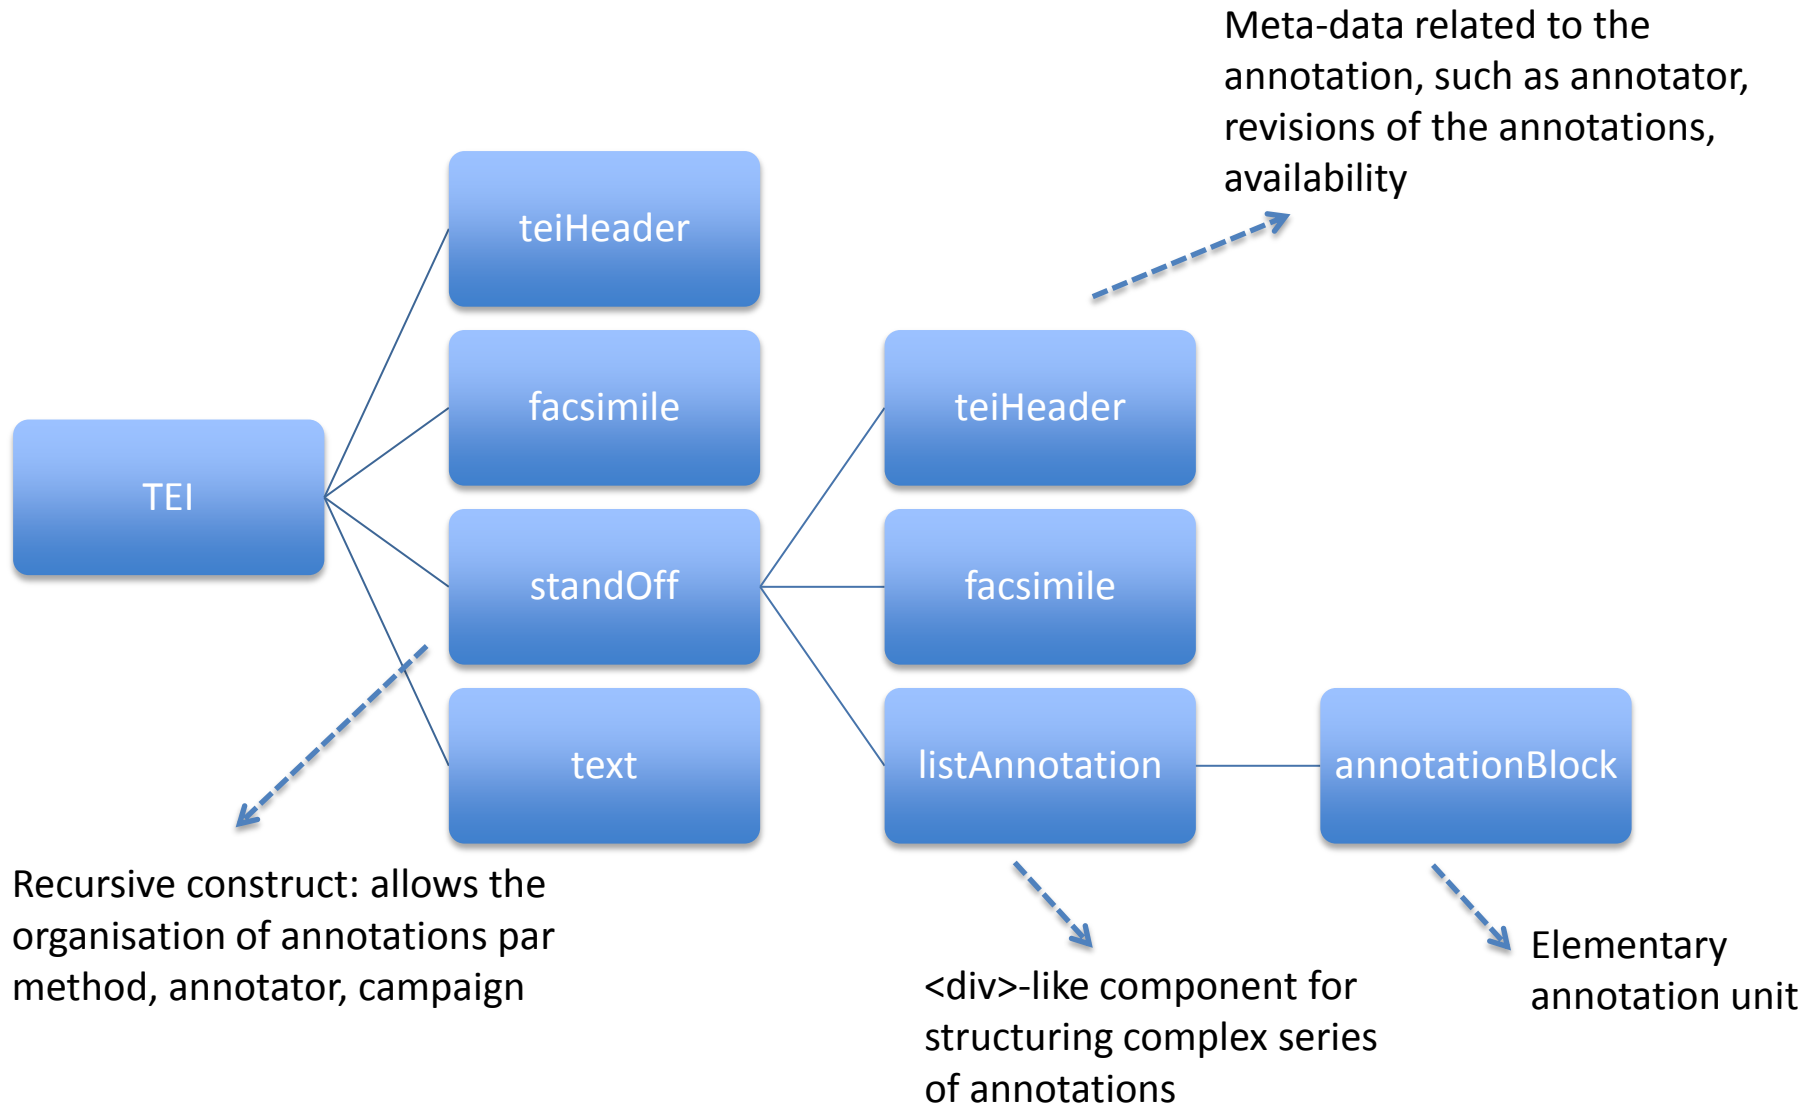 Meta-data related to the
annotation, such as annotator,
revisions of the annotations,
availability
teiHeader
facsimile
teiHeader
TEI
standOff
facsimile
text
listAnnotation
annotationBlock
Recursive construct: allows the
organisation of annotations par
method, annotator, campaign
<div>-like component for
structuring complex series
of annotations
Elementary
annotation unit